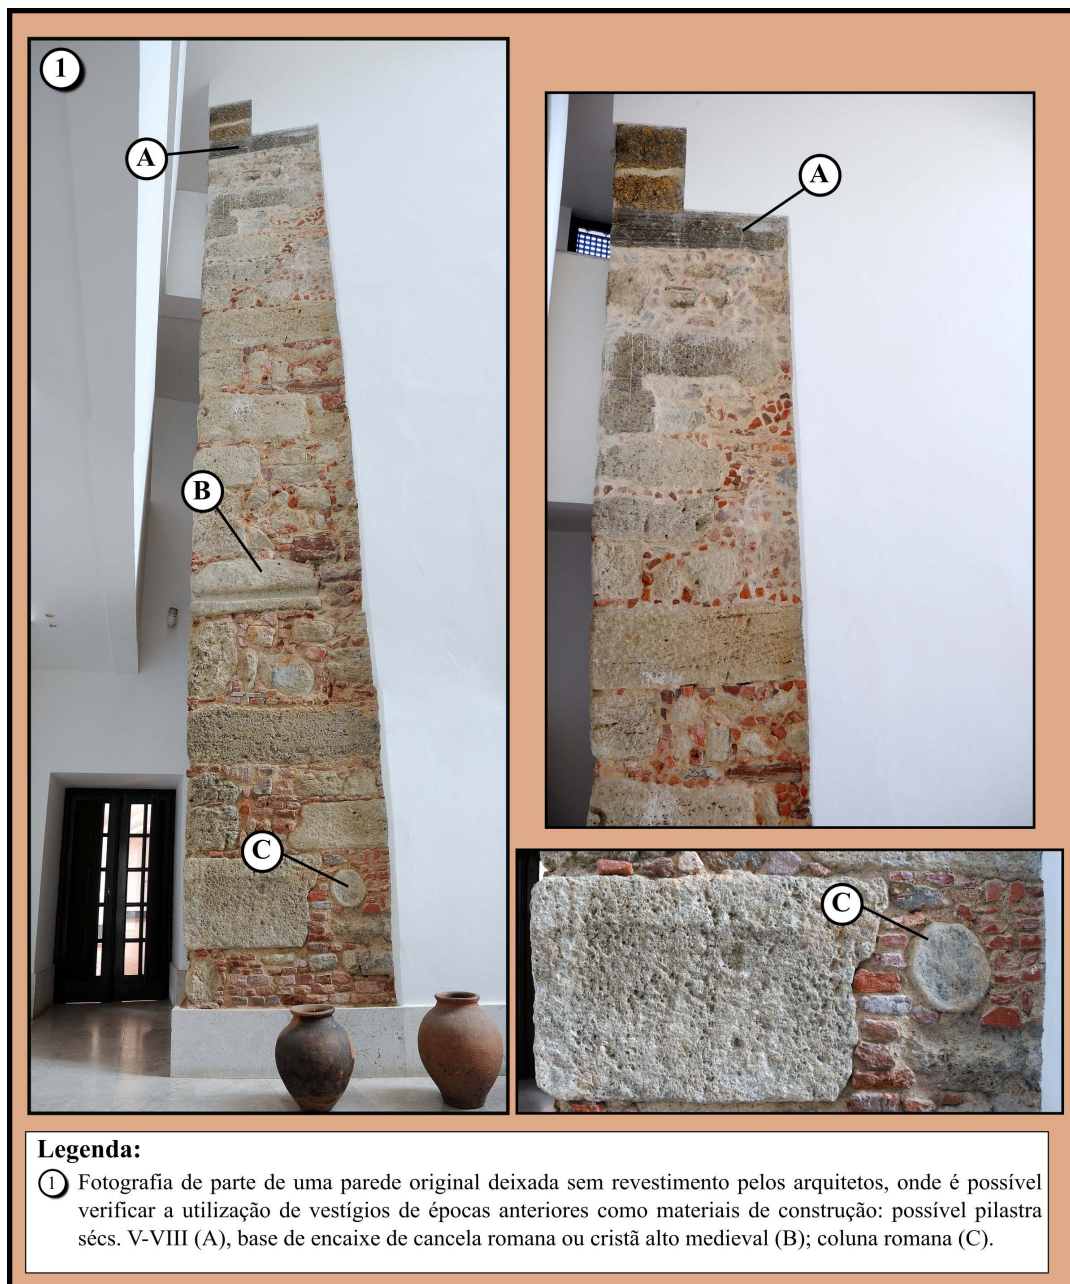 1
A
A
B
C
C
Legenda:
1 Fotografia de parte de uma parede original deixada sem revestimento pelos arquitetos, onde é possível
verificar a utilização de vestígios de épocas anteriores como materiais de construção: possível pilastra
sécs. V-VIII (A), base de encaixe de cancela romana ou cristã alto medieval (B); coluna romana (C).